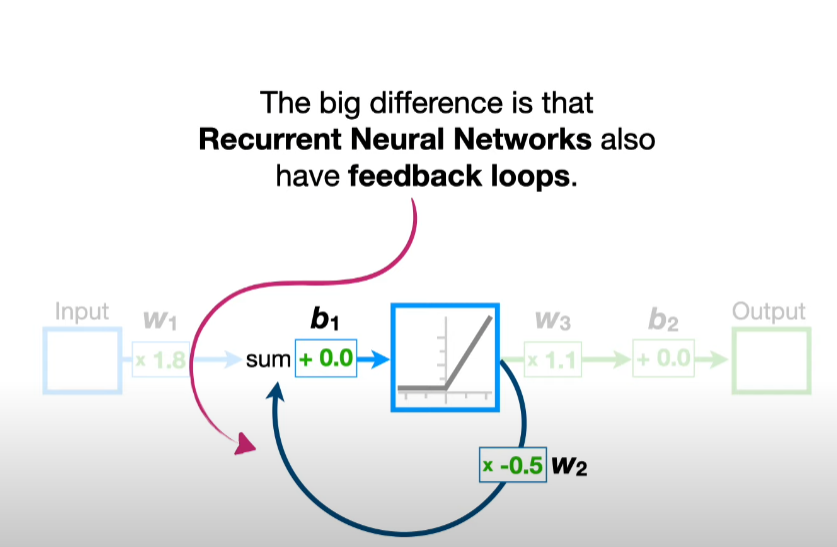 The big difference is that
Recurrent Neural Networks also
have feedback loops.
Input
w1
b1
w3
b2
Output
x 1.8
sum
+ 0.0
x 1.1
+ 0.0
x -0.5
w2